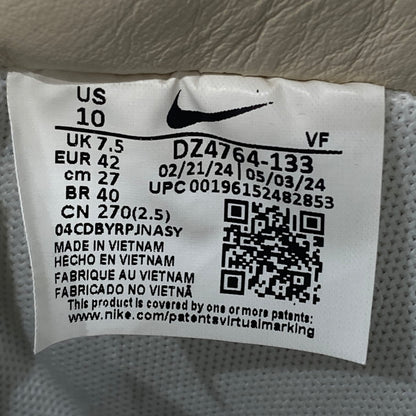 US
10
UK 7.5
EUR 42
cm 27
BR 40
CN 270(2.5)
04CDBYRPJNASY
VF
DZ4764-133
02/21/24 | 05/03/24
UPC 00196152482853
MADE IN VIETNAM
HECHO EN VIETNAM
FABRIQUE AU VIETNAM
FABRICADO NO VIETNÃ
This product is covered by one or more patents:
www.nike.com/patentsvirtualmarking